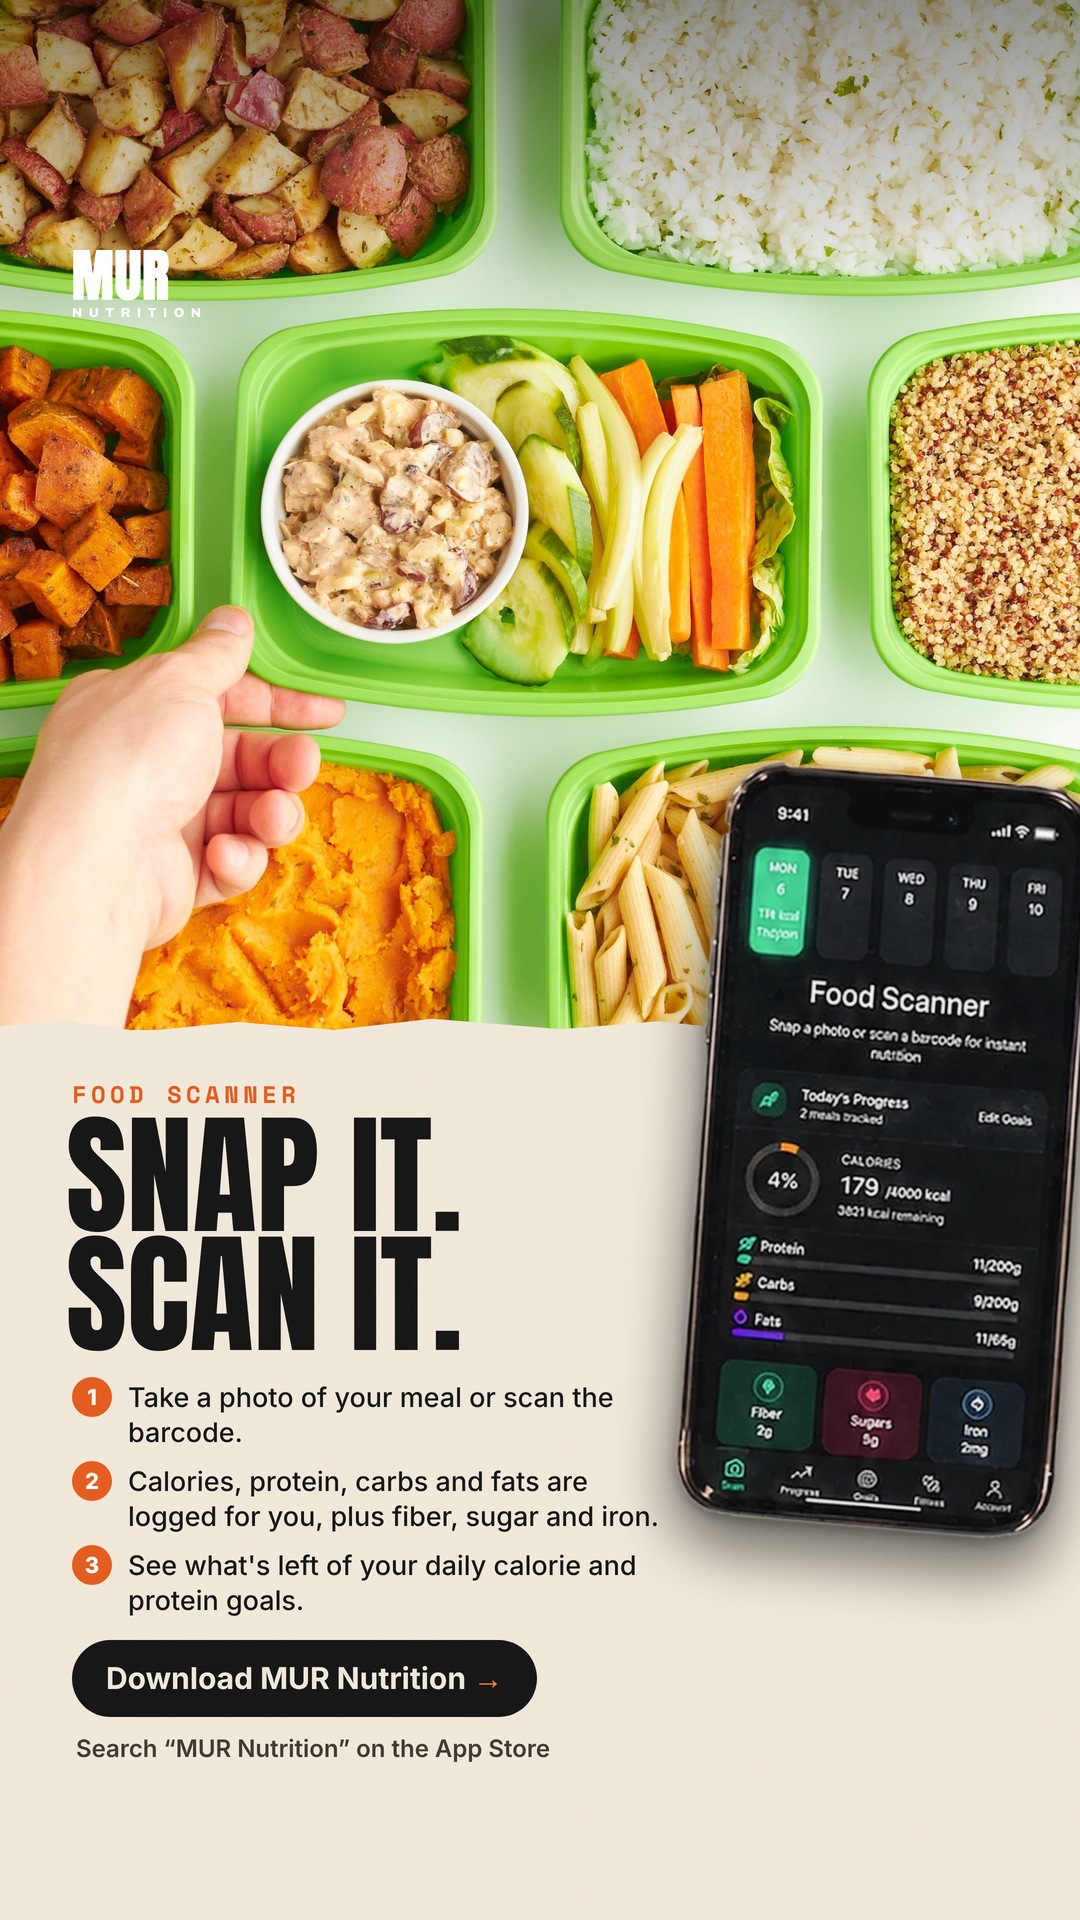 MUR
NUTRITION
9:41
MON
6
TUE
7
WED
8
THU
9
FRI
10
Food Scanner
Snap a photo or scan a barcode for instant
nutrition
Today's Progress
2 meals tracked
Edit Goals
4%
CALORIES
179 /4000 kcal
3821 kcal remaining
Protein
11/200g
Carbs
9/200g
Fats
11/65g
Fiber
2g
Sugars
5g
Iron
2mg
Progress
Account
FOOD SCANNER
SNAP IT.
SCAN IT.
1 Take a photo of your meal or scan the
barcode.
2 Calories, protein, carbs and fats are
logged for you, plus fiber, sugar and iron.
3 See what's left of your daily calorie and
protein goals.
Download MUR Nutrition →
Search “MUR Nutrition” on the App Store